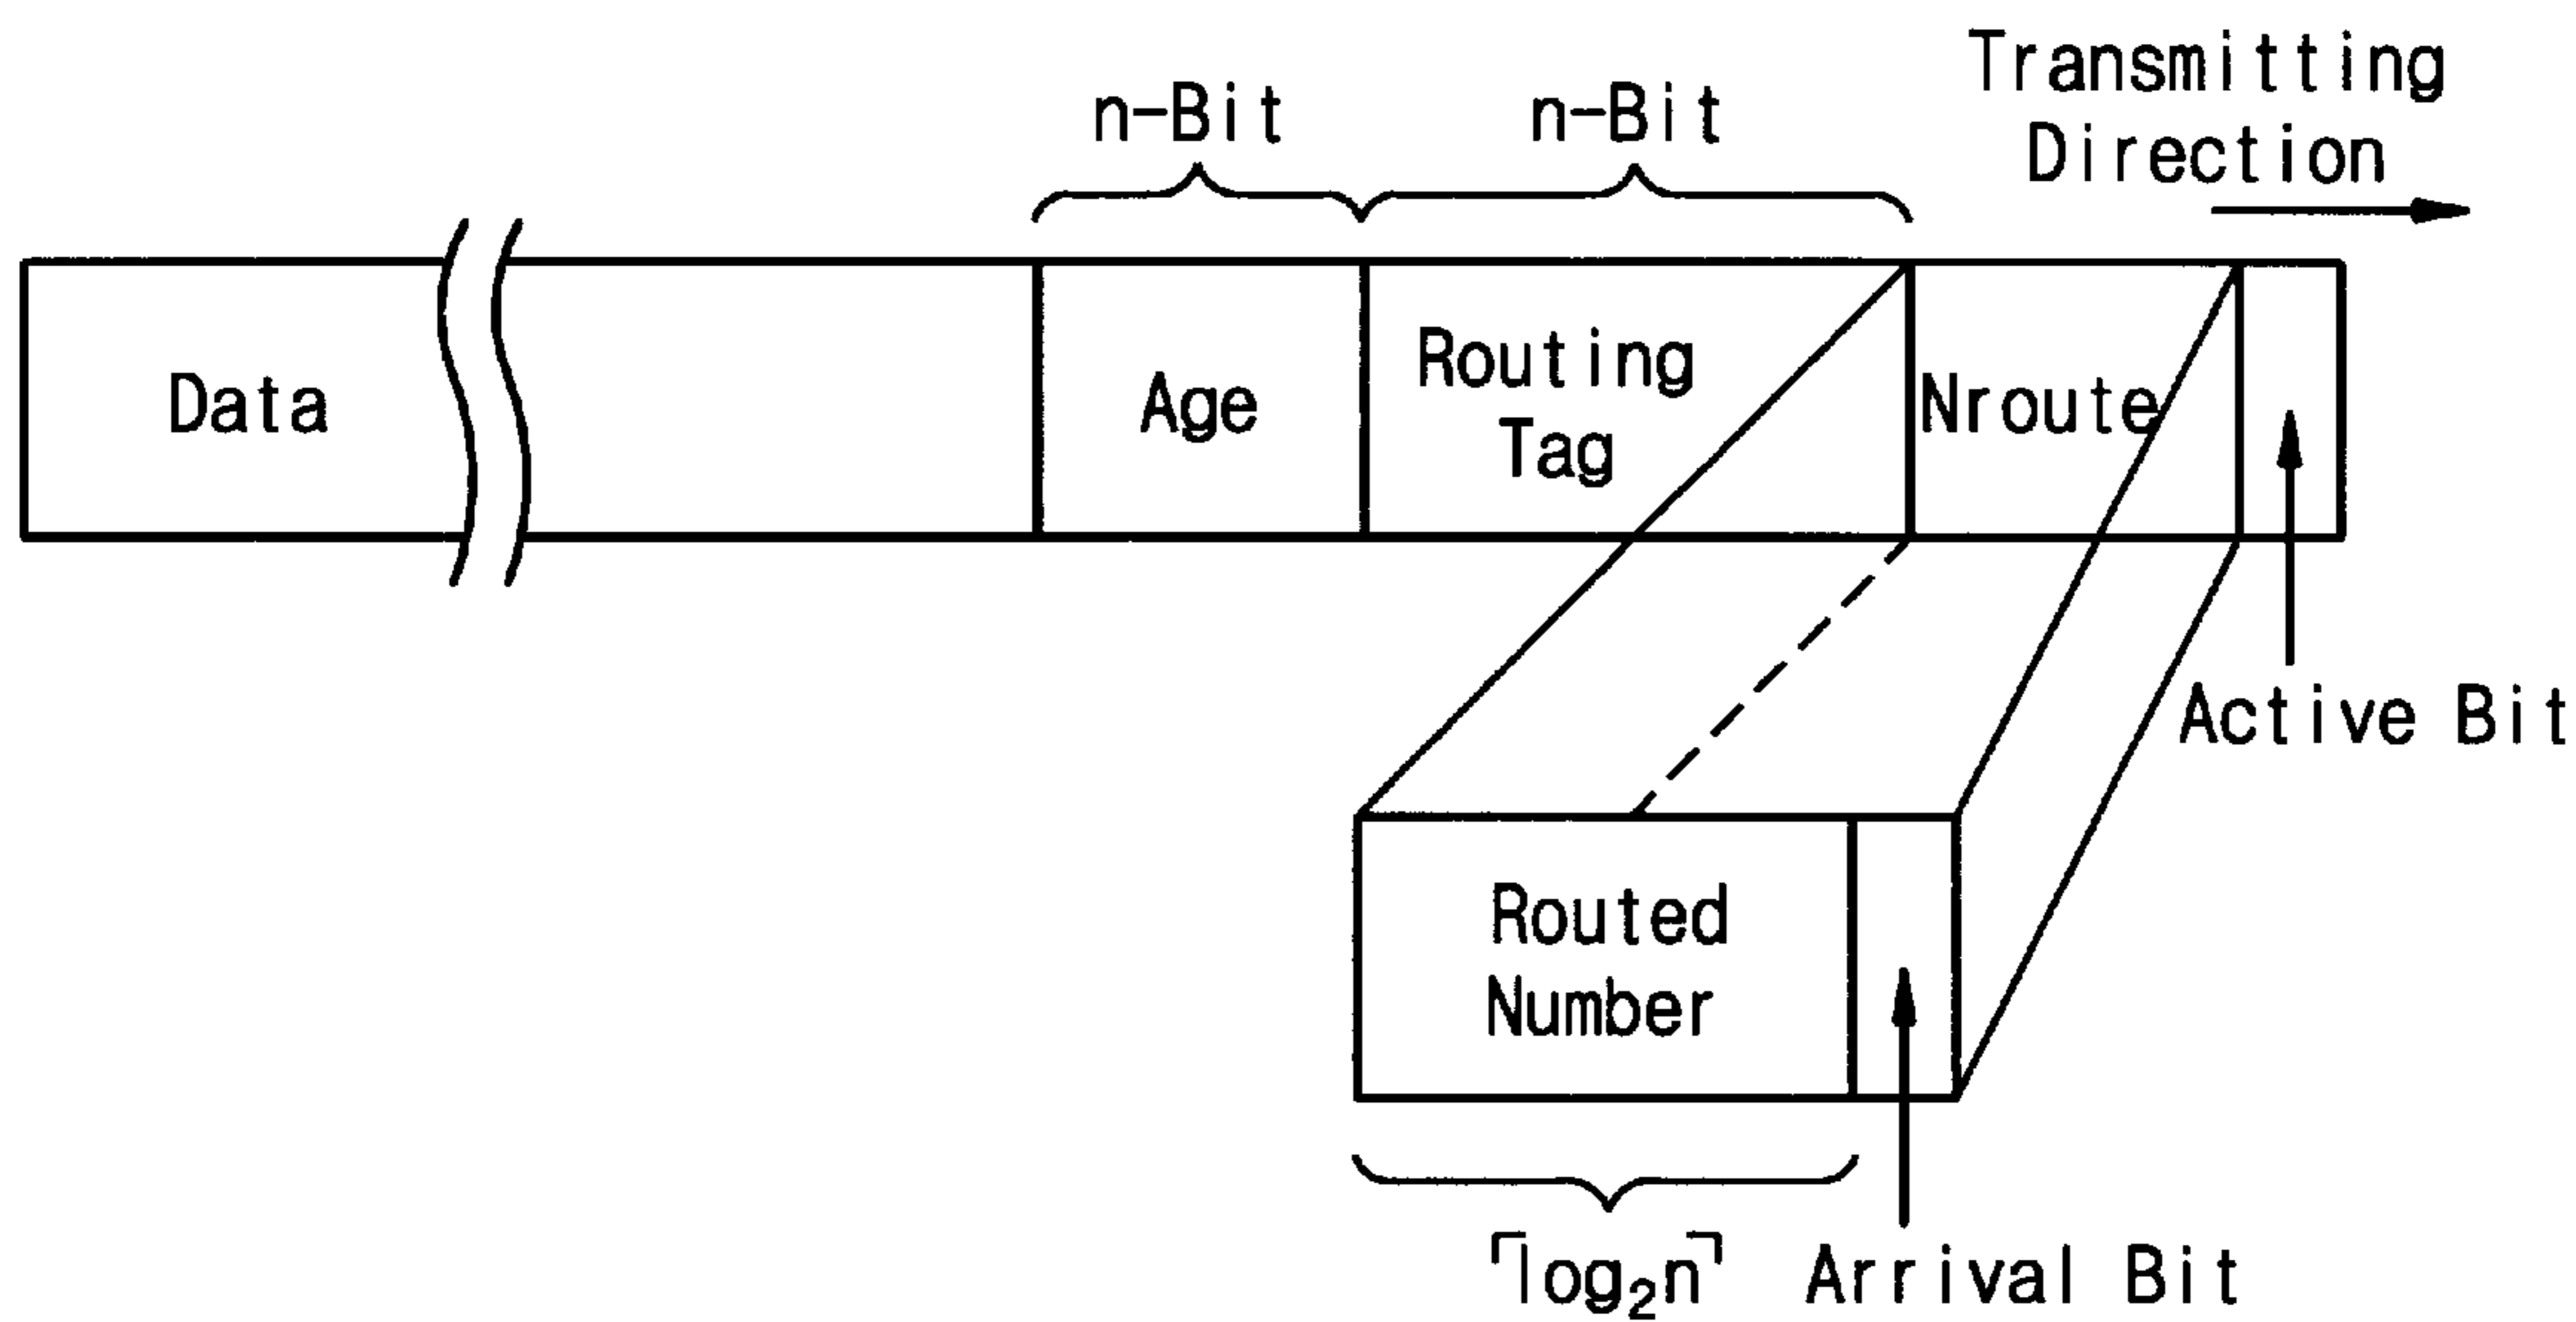 Transmitting
Direction
n-Bit
n-Bit
Data
Age
Routing
Tag
Nroute
Active Bit
Routed
Number
⌈log₂n⌉
Arrival Bit